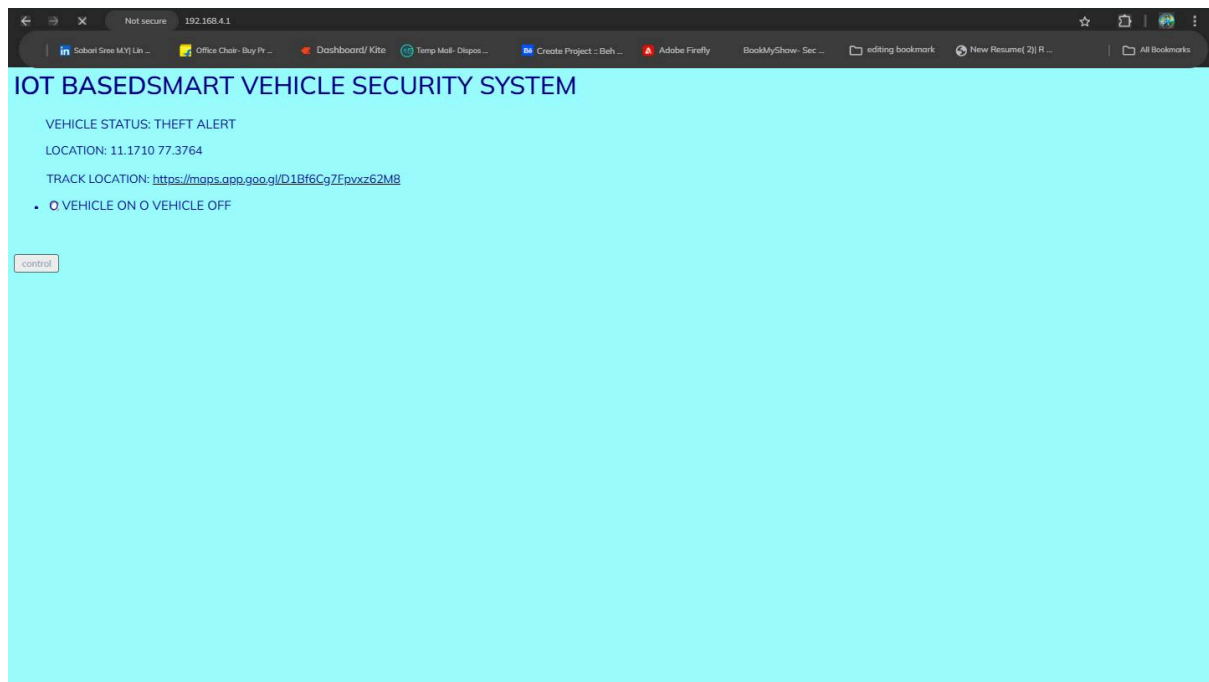 Not secure 192.168.4.1
in Sabari Sree M.Y| Lin ... Office Chair- Buy Pr ... Dashboard/ Kite Temp Mail- Dispos ... Bē Create Project :: Beh ... Adobe Firefly BookMyShow- Sec ... editing bookmark New Resume( 2)| R ... All Bookmarks
IOT BASEDSMART VEHICLE SECURITY SYSTEM
VEHICLE STATUS: THEFT ALERT
LOCATION: 11.1710 77.3764
TRACK LOCATION: https://maps.app.goo.gl/D1Bf6Cg7Fpvxz62M8
• O VEHICLE ON O VEHICLE OFF
control